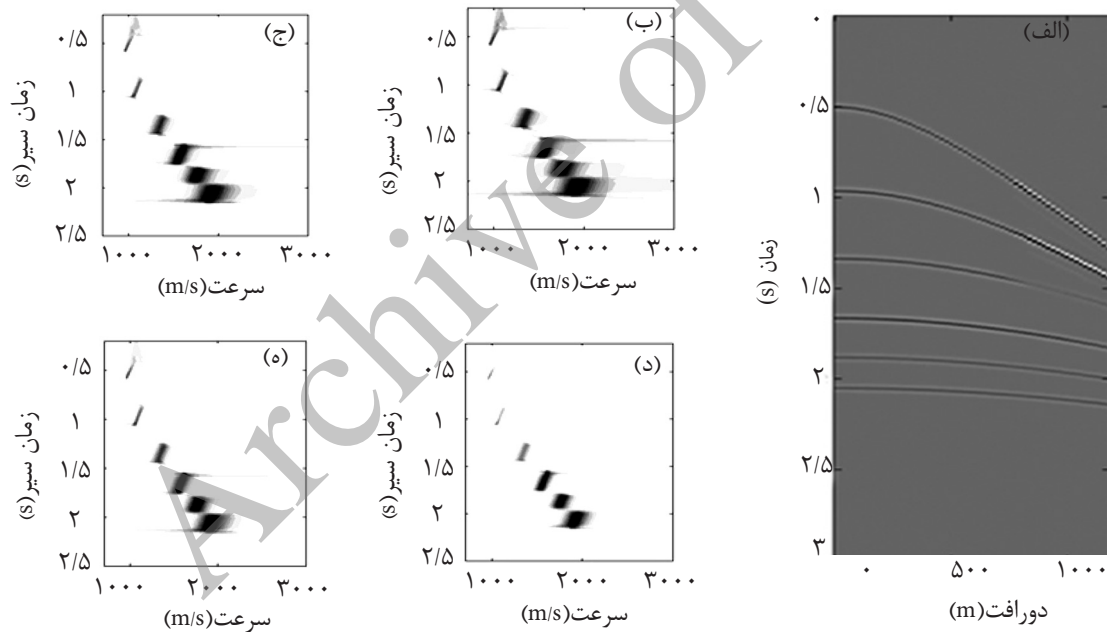 (الف)
۰
۰/۵
۱
۱/۵
۲
۲/۵
۳
زمان (s)
۰ ۵۰۰ ۱۰۰۰
دورافت (m)
(ب)
۰/۵
۱
۱/۵
۲
۲/۵
زمان سیر(s)
۱۰۰۰ ۲۰۰۰ ۳۰۰۰
سرعت(m/s)
(ج)
۰/۵
۱
۱/۵
۲
۲/۵
زمان سیر(s)
۱۰۰۰ ۲۰۰۰ ۳۰۰۰
سرعت(m/s)
(د)
۰/۵
۱
۱/۵
۲
۲/۵
زمان سیر(s)
۱۰۰۰ ۲۰۰۰ ۳۰۰۰
سرعت(m/s)
(ه)
۰/۵
۱
۱/۵
۲
۲/۵
زمان سیر(s)
۱۰۰۰ ۲۰۰۰ ۳۰۰۰
سرعت(m/s)
Archive of